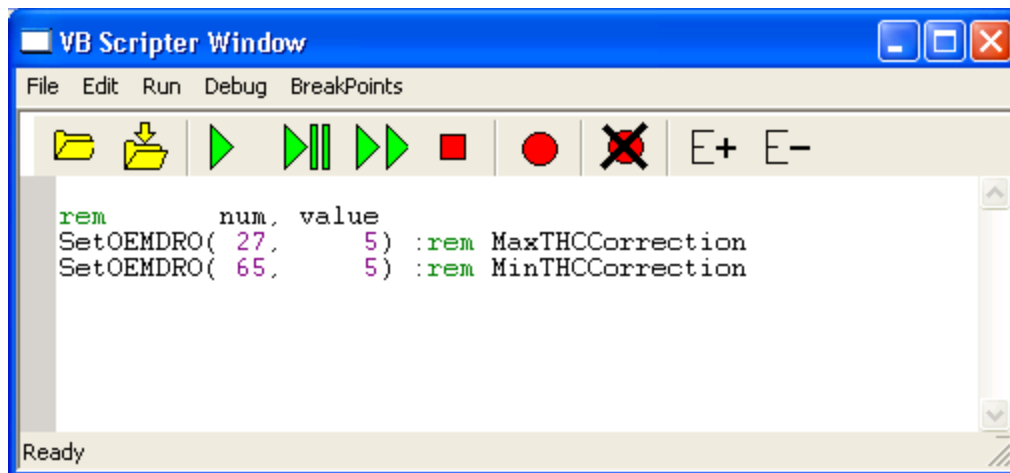 VB Scripter Window
File Edit Run Debug BreakPoints
E+ E-
rem num, value
SetOEMDRO( 27, 5) :rem MaxTHCCorrection
SetOEMDRO( 65, 5) :rem MinTHCCorrection
Ready